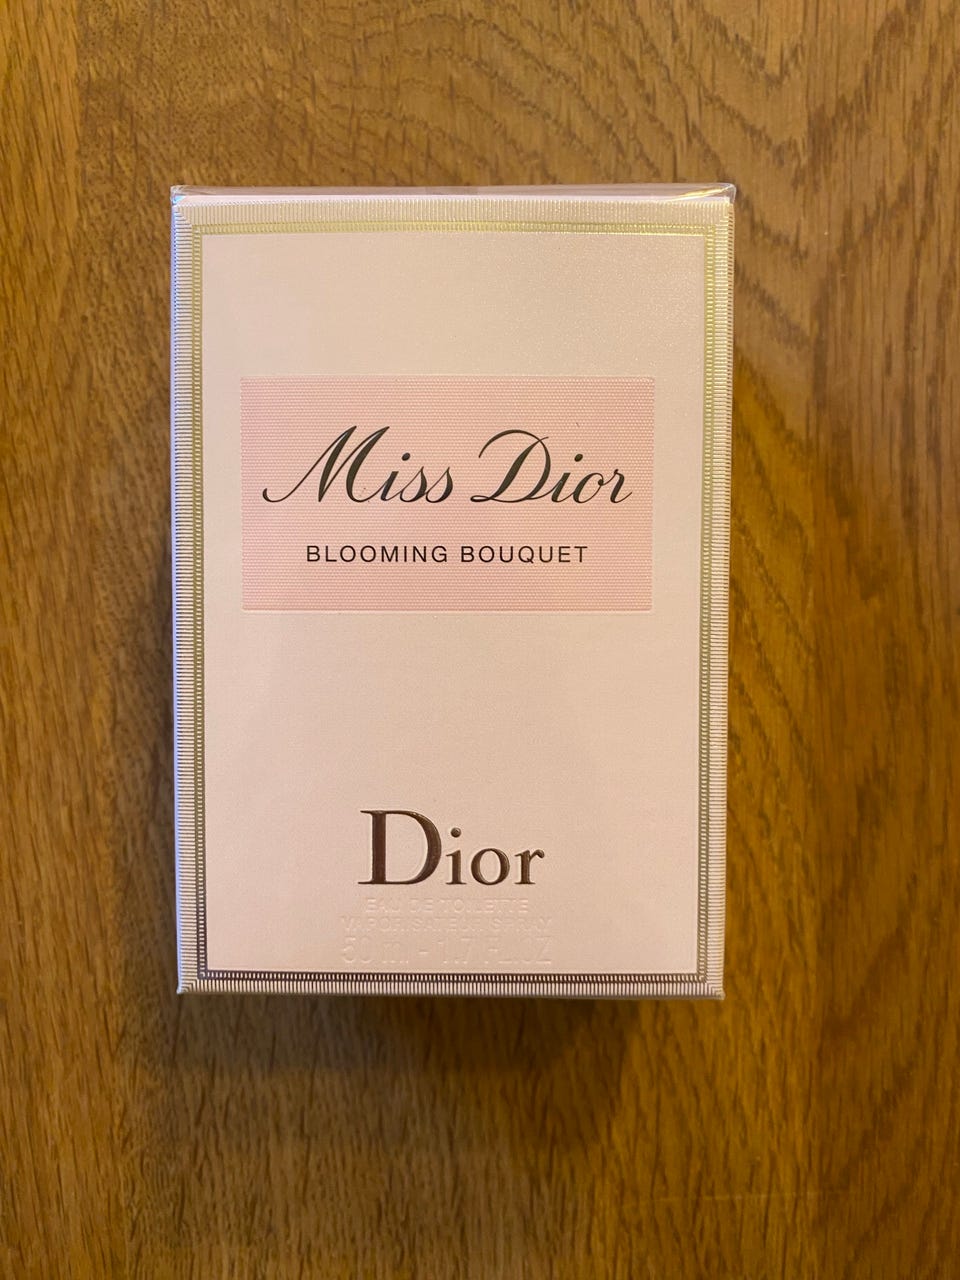 Miss Dior
BLOOMING BOUQUET
Dior
EAU DE TOILETTE
VAPORISATEUR SPRAY
50 ml - 1.7 FL.OZ